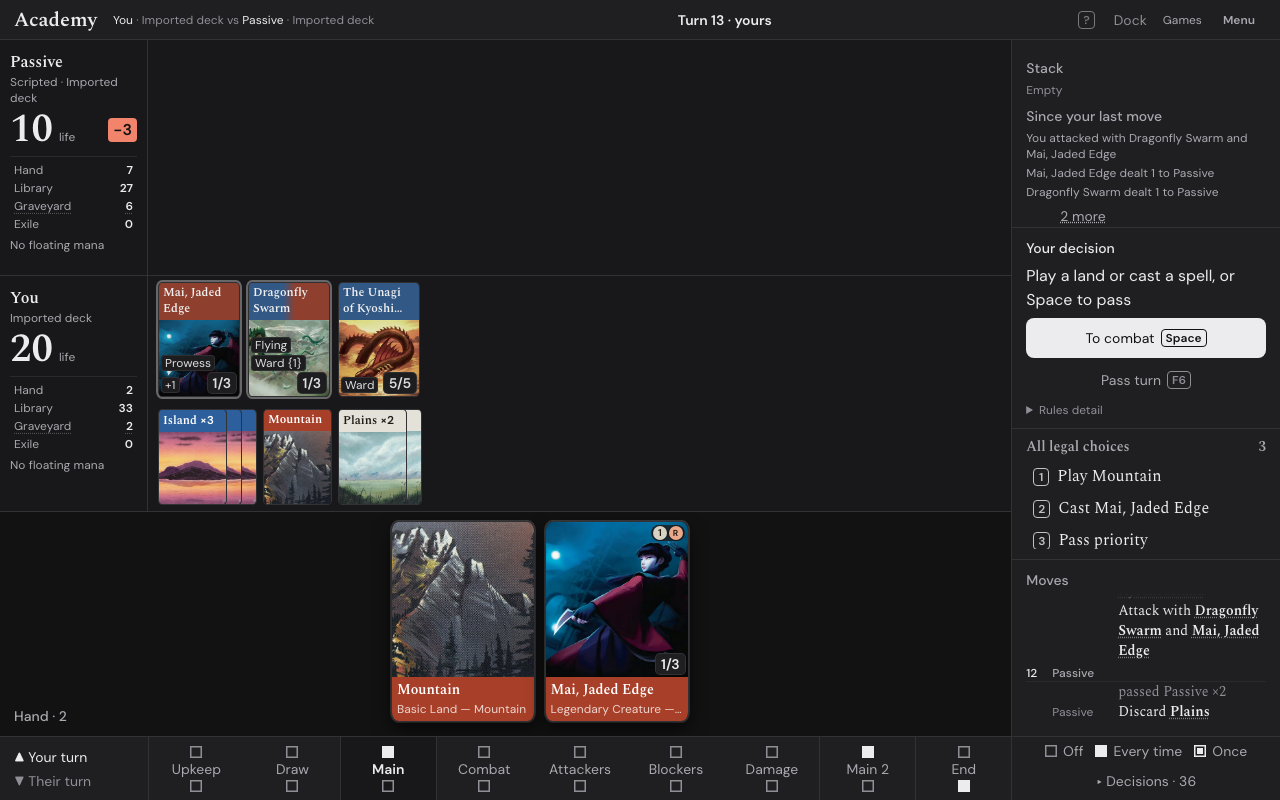 Academy
You · Imported deck vs Passive · Imported deck
Turn 13 · yours
?
Dock
Games
Menu
Passive
Scripted · Imported
deck
10 life
−3
Hand 7
Library 27
Graveyard 6
Exile 0
No floating mana
You
Imported deck
20 life
Hand 2
Library 33
Graveyard 2
Exile 0
No floating mana
Mai, Jaded
Edge
Prowess
+1
1/3
Dragonfly
Swarm
Flying
Ward {1}
1/3
The Unagi
of Kyoshi...
Ward
5/5
Island ×3
Mountain
Plains ×2
Mountain
Basic Land — Mountain
1 R
1/3
Mai, Jaded Edge
Legendary Creature —...
Hand · 2
Stack
Empty
Since your last move
You attacked with Dragonfly Swarm and
Mai, Jaded Edge
Mai, Jaded Edge dealt 1 to Passive
Dragonfly Swarm dealt 1 to Passive
2 more
Your decision
Play a land or cast a spell, or
Space to pass
To combat Space
Pass turn F6
▶ Rules detail
All legal choices 3
1 Play Mountain
2 Cast Mai, Jaded Edge
3 Pass priority
Moves
Attack with Dragonfly
Swarm and Mai, Jaded
Edge
12 Passive
passed Passive ×2
Passive Discard Plains
▲ Your turn
▼ Their turn
Upkeep
Draw
Main
Combat
Attackers
Blockers
Damage
Main 2
End
Off
Every time
Once
▸ Decisions · 36